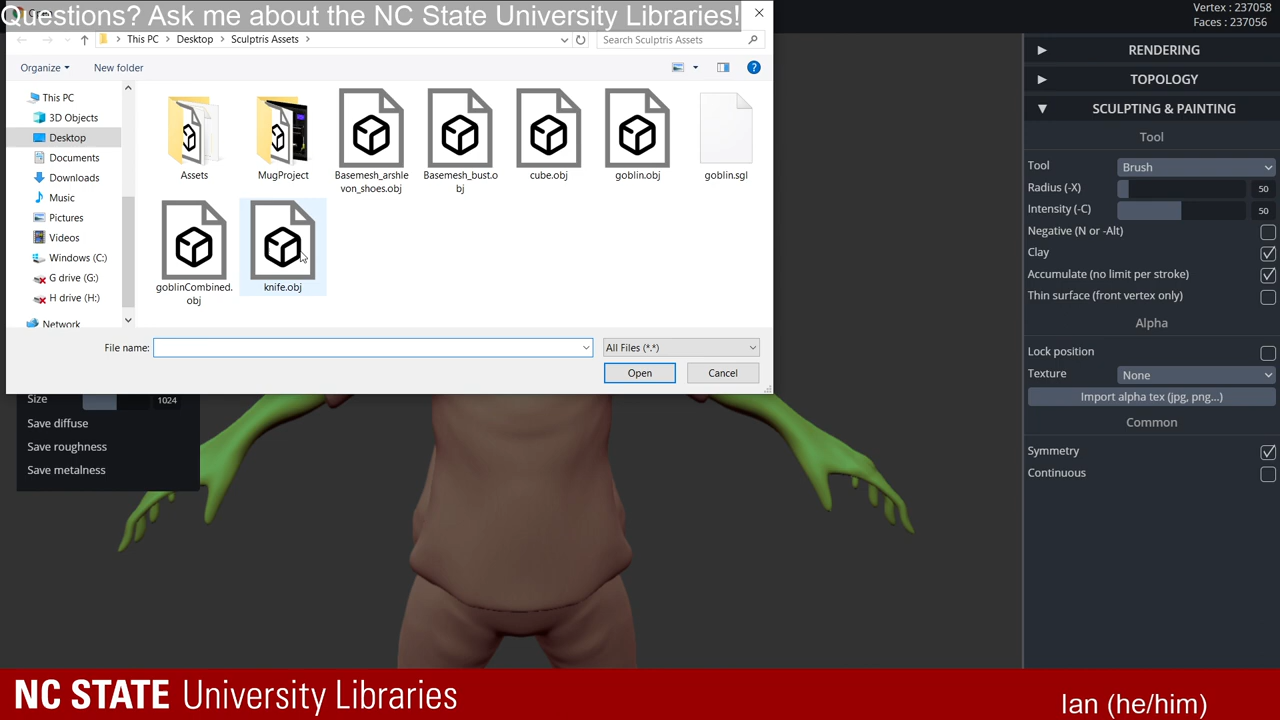 Questions? Ask me about the NC State University Libraries!
Vertex : 237058
Faces : 237056
This PC > Desktop > Sculptris Assets >
Search Sculptris Assets
Organize
New folder
This PC
3D Objects
Desktop
Documents
Downloads
Music
Pictures
Videos
Windows (C:)
G drive (G:)
H drive (H:)
Network
Assets
MugProject
Basemesh_arshle
von_shoes.obj
Basemesh_bust.o
bj
cube.obj
goblin.obj
goblin.sgl
goblinCombined.
obj
knife.obj
File name:
All Files (*.*)
Open
Cancel
Size 1024
Save diffuse
Save roughness
Save metalness
RENDERING
TOPOLOGY
SCULPTING & PAINTING
Tool
Tool Brush
Radius (-X) 50
Intensity (-C) 50
Negative (N or -Alt)
Clay
Accumulate (no limit per stroke)
Thin surface (front vertex only)
Alpha
Lock position
Texture None
Import alpha tex (jpg, png...)
Common
Symmetry
Continuous
NC STATE University Libraries
Ian (he/him)